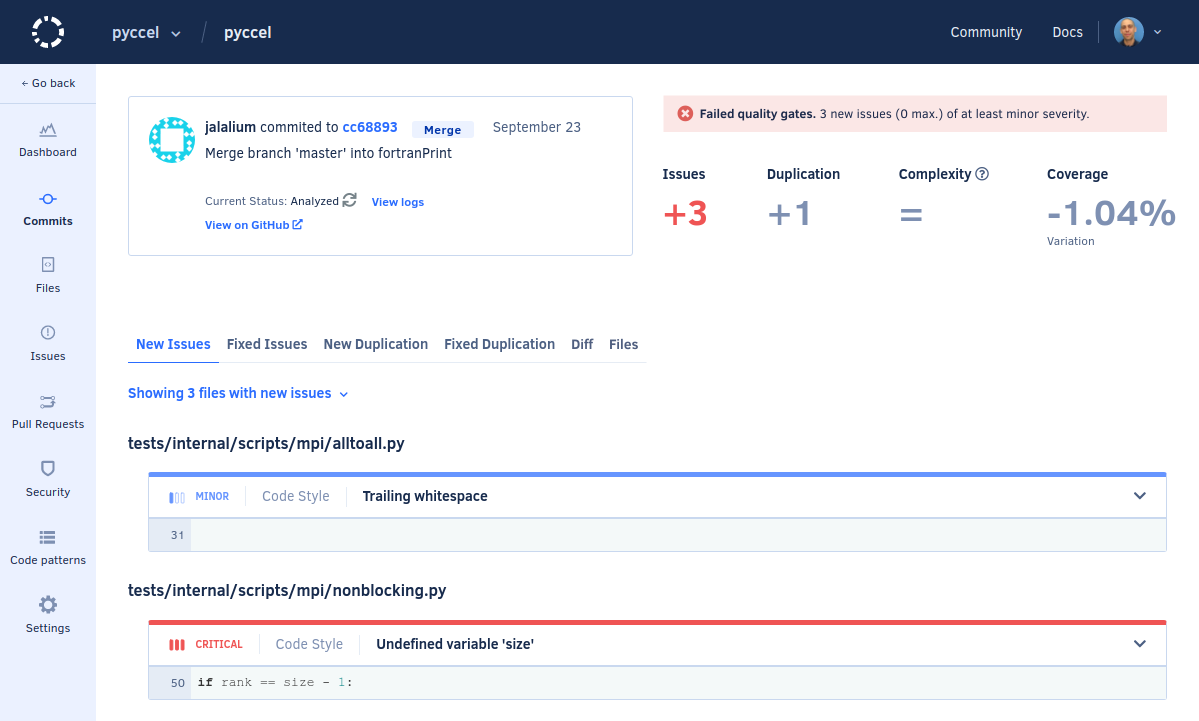 pyccel / pyccel Community Docs
← Go back
Dashboard
Commits
Files
Issues
Pull Requests
Security
Code patterns
Settings
jalalium commited to cc68893 Merge September 23
Merge branch 'master' into fortranPrint
Current Status: Analyzed View logs
View on GitHub
Failed quality gates. 3 new issues (0 max.) of at least minor severity.
Issues Duplication Complexity ? Coverage
+3 +1 = -1.04%
Variation
New Issues Fixed Issues New Duplication Fixed Duplication Diff Files
Showing 3 files with new issues
tests/internal/scripts/mpi/alltoall.py
MINOR Code Style Trailing whitespace
31
tests/internal/scripts/mpi/nonblocking.py
CRITICAL Code Style Undefined variable 'size'
50 if rank == size - 1: